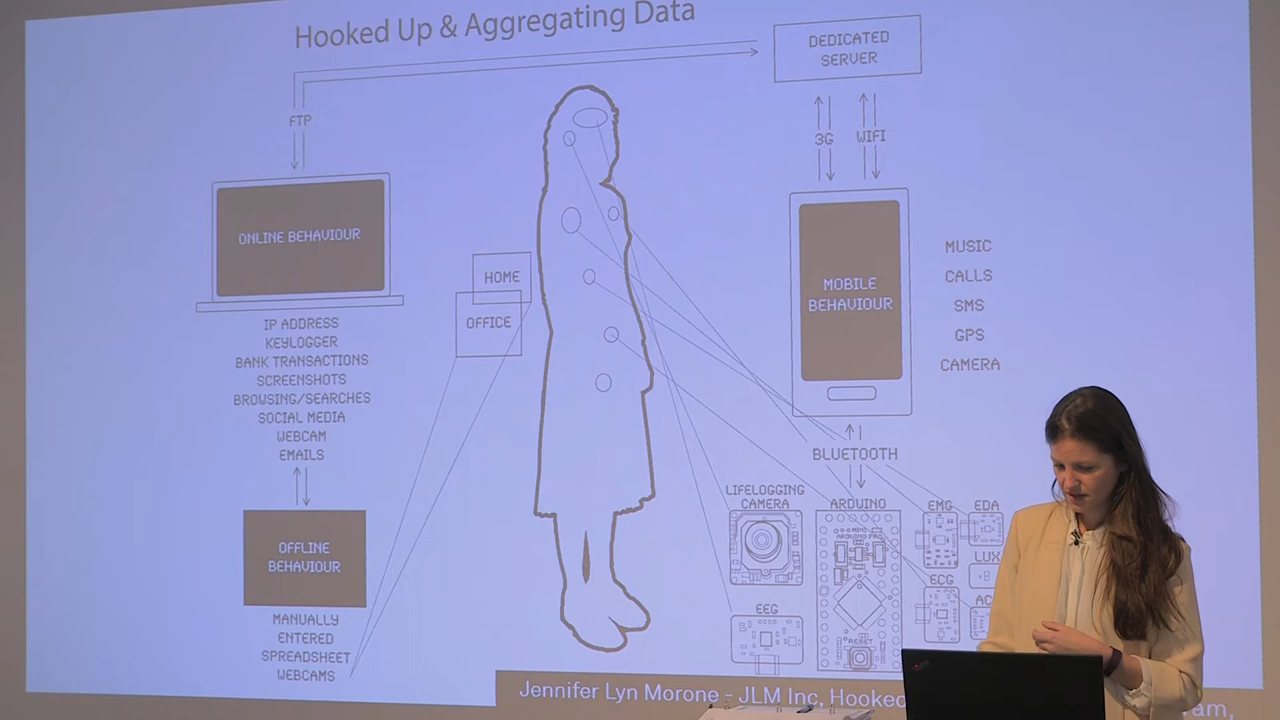 Hooked Up & Aggregating Data
DEDICATED
SERVER
FTP
3G
WIFI
ONLINE BEHAVIOUR
HOME
OFFICE
MOBILE
BEHAVIOUR
MUSIC
CALLS
SMS
GPS
CAMERA
IP ADDRESS
KEYLOGGER
BANK TRANSACTIONS
SCREENSHOTS
BROWSING/SEARCHES
SOCIAL MEDIA
WEBCAM
EMAILS
BLUETOOTH
LIFELOGGING
CAMERA
ARDUINO
EMG
EDA
OFFLINE
BEHAVIOUR
LUX
ECG
EEG
RESET
MANUALLY
ENTERED
SPREADSHEET
WEBCAMS
Jennifer Lyn Morone - JLM Inc, Hooked